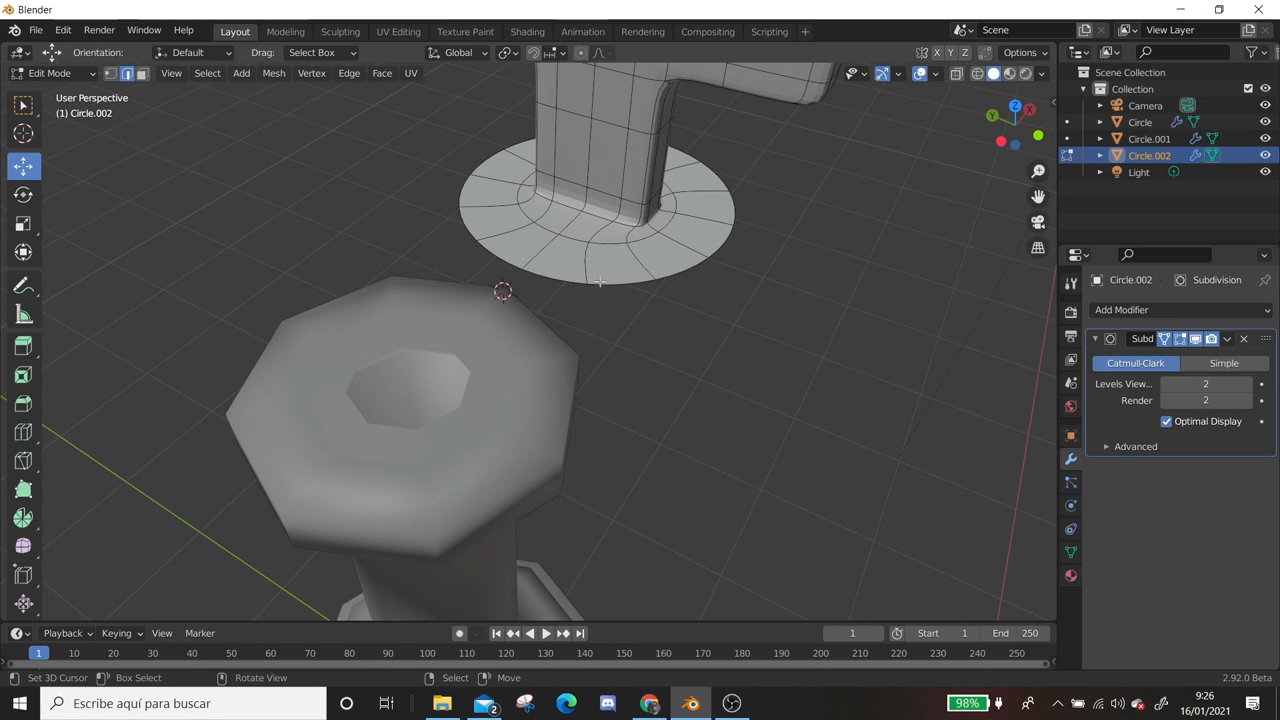 Blender
File Edit Render Window Help Layout Modeling Sculpting UV Editing Texture Paint Shading Animation Rendering Compositing Scripting + Scene View Layer
Orientation: Default Drag: Select Box Global X Y Z Options
Edit Mode View Select Add Mesh Vertex Edge Face UV
Scene Collection
User Perspective
(1) Circle.002
Collection
Camera
Circle
Circle.001
Circle.002
Light
Z
X
Y
Circle.002 Subdivision
Add Modifier
Subd
Catmull-Clark Simple
Levels View... 2
Render 2
Optimal Display
Advanced
Playback Keying View Marker 1 Start 1 End 250
1 10 20 30 40 50 60 70 80 90 100 110 120 130 140 150 160 170 180 190 200 210 220 230 240 250
Set 3D Cursor Box Select Rotate View Select Move 2.92.0 Beta
Escribe aquí para buscar 2 98% 9:26
16/01/2021